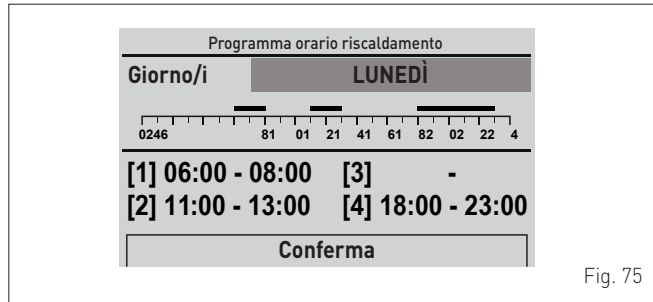 Programma orario riscaldamento
Giorno/i LUNEDÌ
0246 81 01 21 41 61 82 02 22 4
[1] 06:00 - 08:00 [3] -
[2] 11:00 - 13:00 [4] 18:00 - 23:00
Conferma
Fig. 75